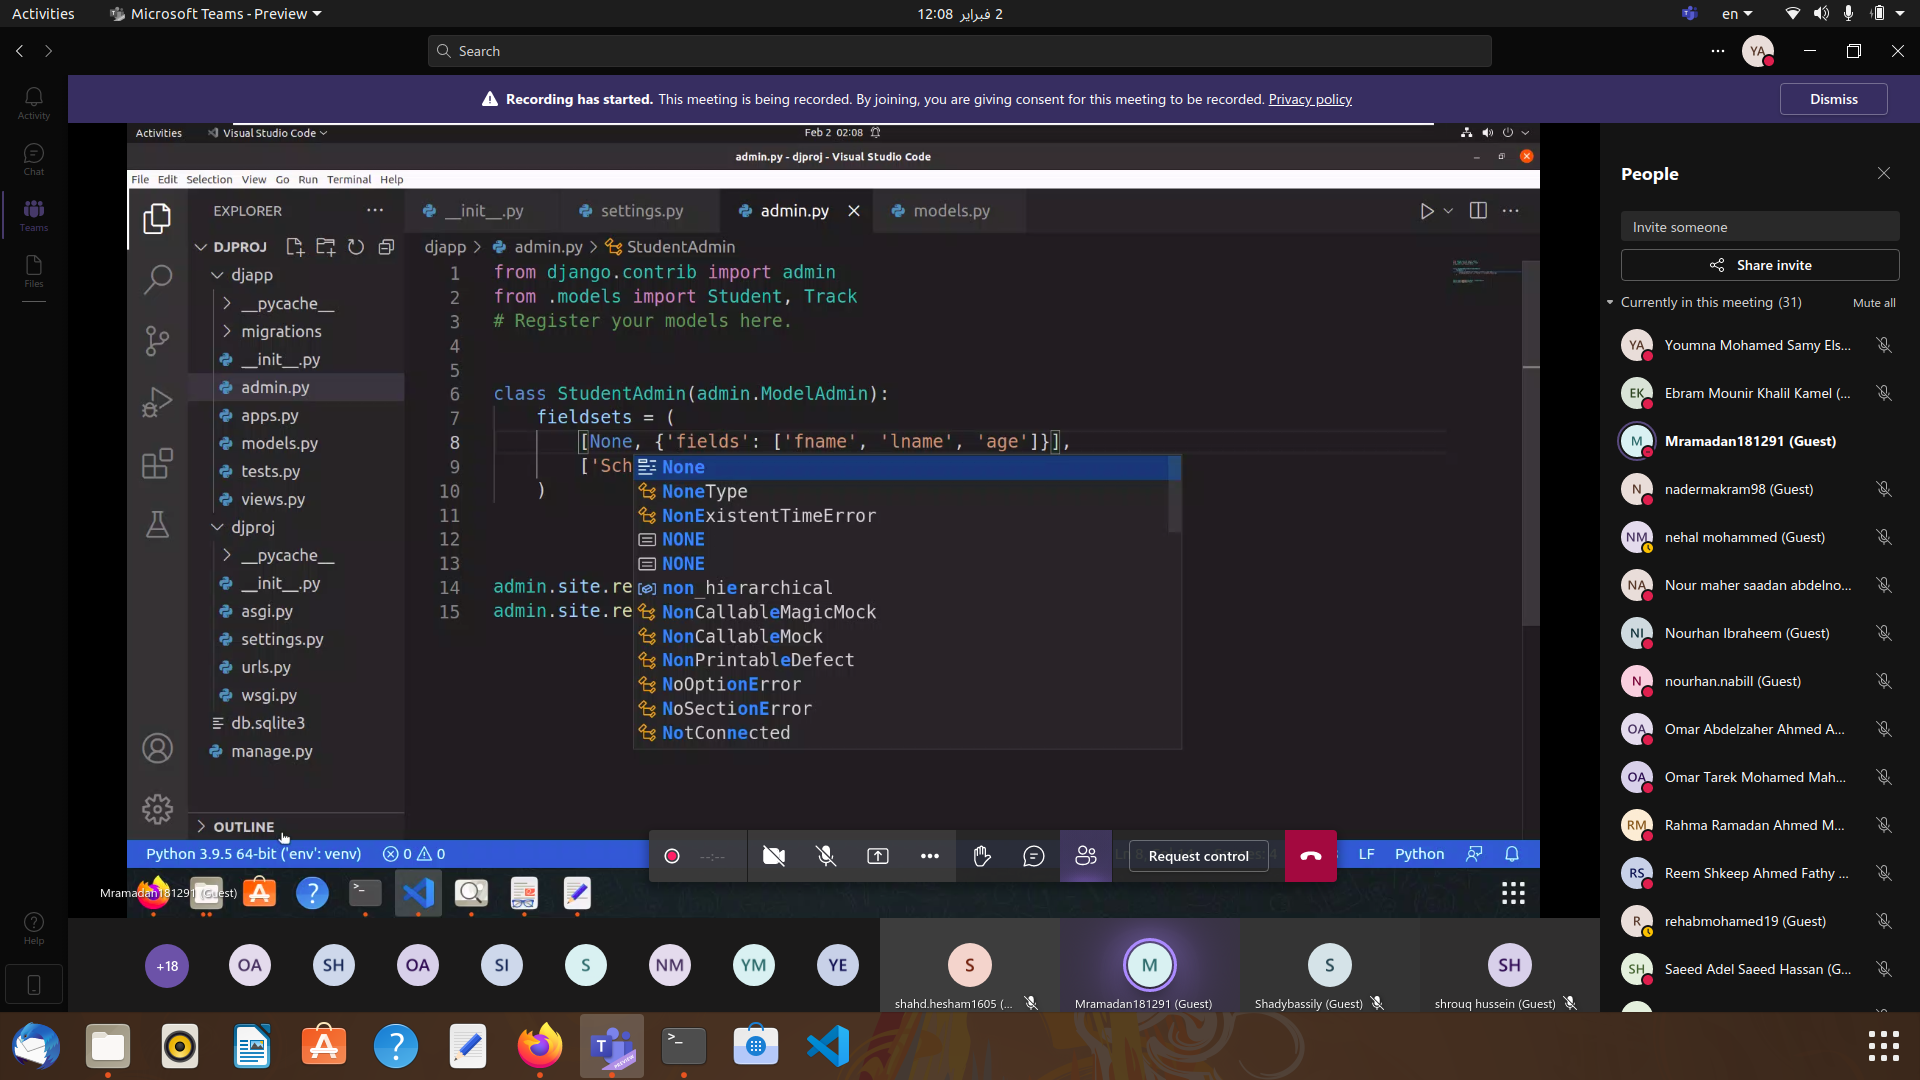 Activities
Microsoft Teams - Preview
2 فبراير 12:08
en
Search
YA
Recording has started. This meeting is being recorded. By joining, you are giving consent for this meeting to be recorded. Privacy policy
Dismiss
Activity
Chat
Teams
Files
Help
Activities
Visual Studio Code
Feb 2 02:08
admin.py - djproj - Visual Studio Code
File Edit Selection View Go Run Terminal Help
EXPLORER
__init__.py
settings.py
admin.py
models.py
DJPROJ
djapp > admin.py > StudentAdmin
djapp
__pycache__
migrations
__init__.py
admin.py
apps.py
models.py
tests.py
views.py
djproj
__pycache__
__init__.py
asgi.py
settings.py
urls.py
wsgi.py
db.sqlite3
manage.py
OUTLINE
1 from django.contrib import admin
2 from .models import Student, Track
3 # Register your models here.
4
5
6 class StudentAdmin(admin.ModelAdmin):
7 fieldsets = (
8 [None, {'fields': ['fname', 'lname', 'age']}],
9 ['Sch
10 )
11
12
13
14 admin.site.re
15 admin.site.re
None
NoneType
NonExistentTimeError
NONE
NONE
non_hierarchical
NonCallableMagicMock
NonCallableMock
NonPrintableDefect
NoOptionError
NoSectionError
NotConnected
Python 3.9.5 64-bit ('env': venv)
0 0
--:--
Request control
LF
Python
Mramadan181291 (Guest)
+18
OA
SH
OA
SI
S
NM
YM
YE
S
shahd.hesham1605 (...
M
Mramadan181291 (Guest)
S
Shadybassily (Guest)
SH
shrouq hussein (Guest)
People
Invite someone
Share invite
Currently in this meeting (31)
Mute all
YA Youmna Mohamed Samy Els...
EK Ebram Mounir Khalil Kamel (...
M Mramadan181291 (Guest)
N nadermakram98 (Guest)
NM nehal mohammed (Guest)
NA Nour maher saadan abdelno...
NI Nourhan Ibraheem (Guest)
N nourhan.nabill (Guest)
OA Omar Abdelzaher Ahmed A...
OA Omar Tarek Mohamed Mah...
RM Rahma Ramadan Ahmed M...
RS Reem Shkeep Ahmed Fathy ...
R rehabmohamed19 (Guest)
SH Saeed Adel Saeed Hassan (G...
PREVIEW